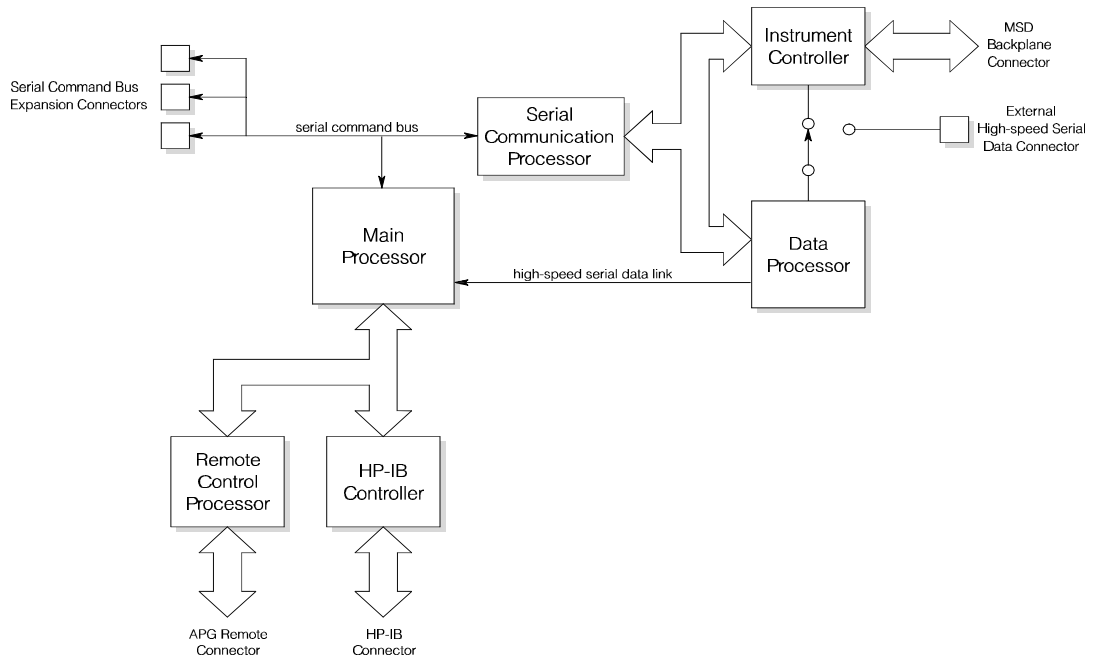 Instrument
Controller
MSD
Backplane
Connector
Serial Command Bus
Expansion Connectors
serial command bus
Serial
Communication
Processor
External
High-speed Serial
Data Connector
Main
Processor
Data
Processor
high-speed serial data link
Remote
Control
Processor
HP-IB
Controller
APG Remote
Connector
HP-IB
Connector